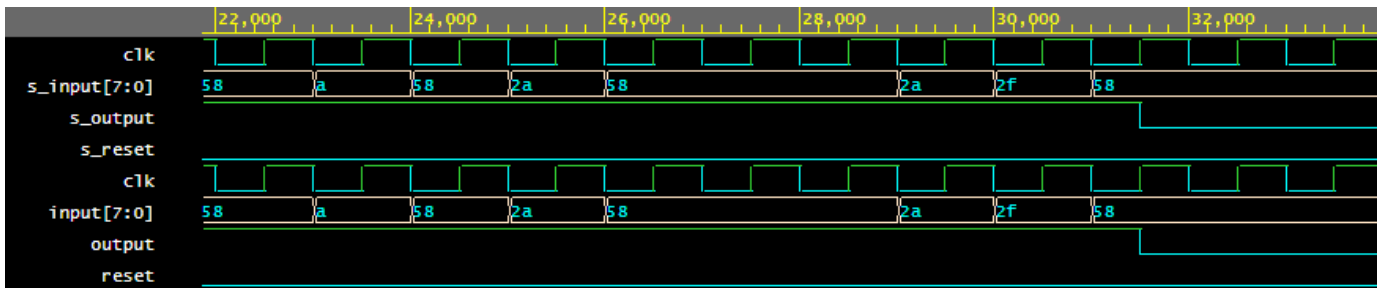 22,000 24,000 26,000 28,000 30,000 32,000
clk
s_input[7:0] 58 a 58 2a 58 2a 2f 58
s_output
s_reset
clk
input[7:0] 58 a 58 2a 58 2a 2f 58
output
reset